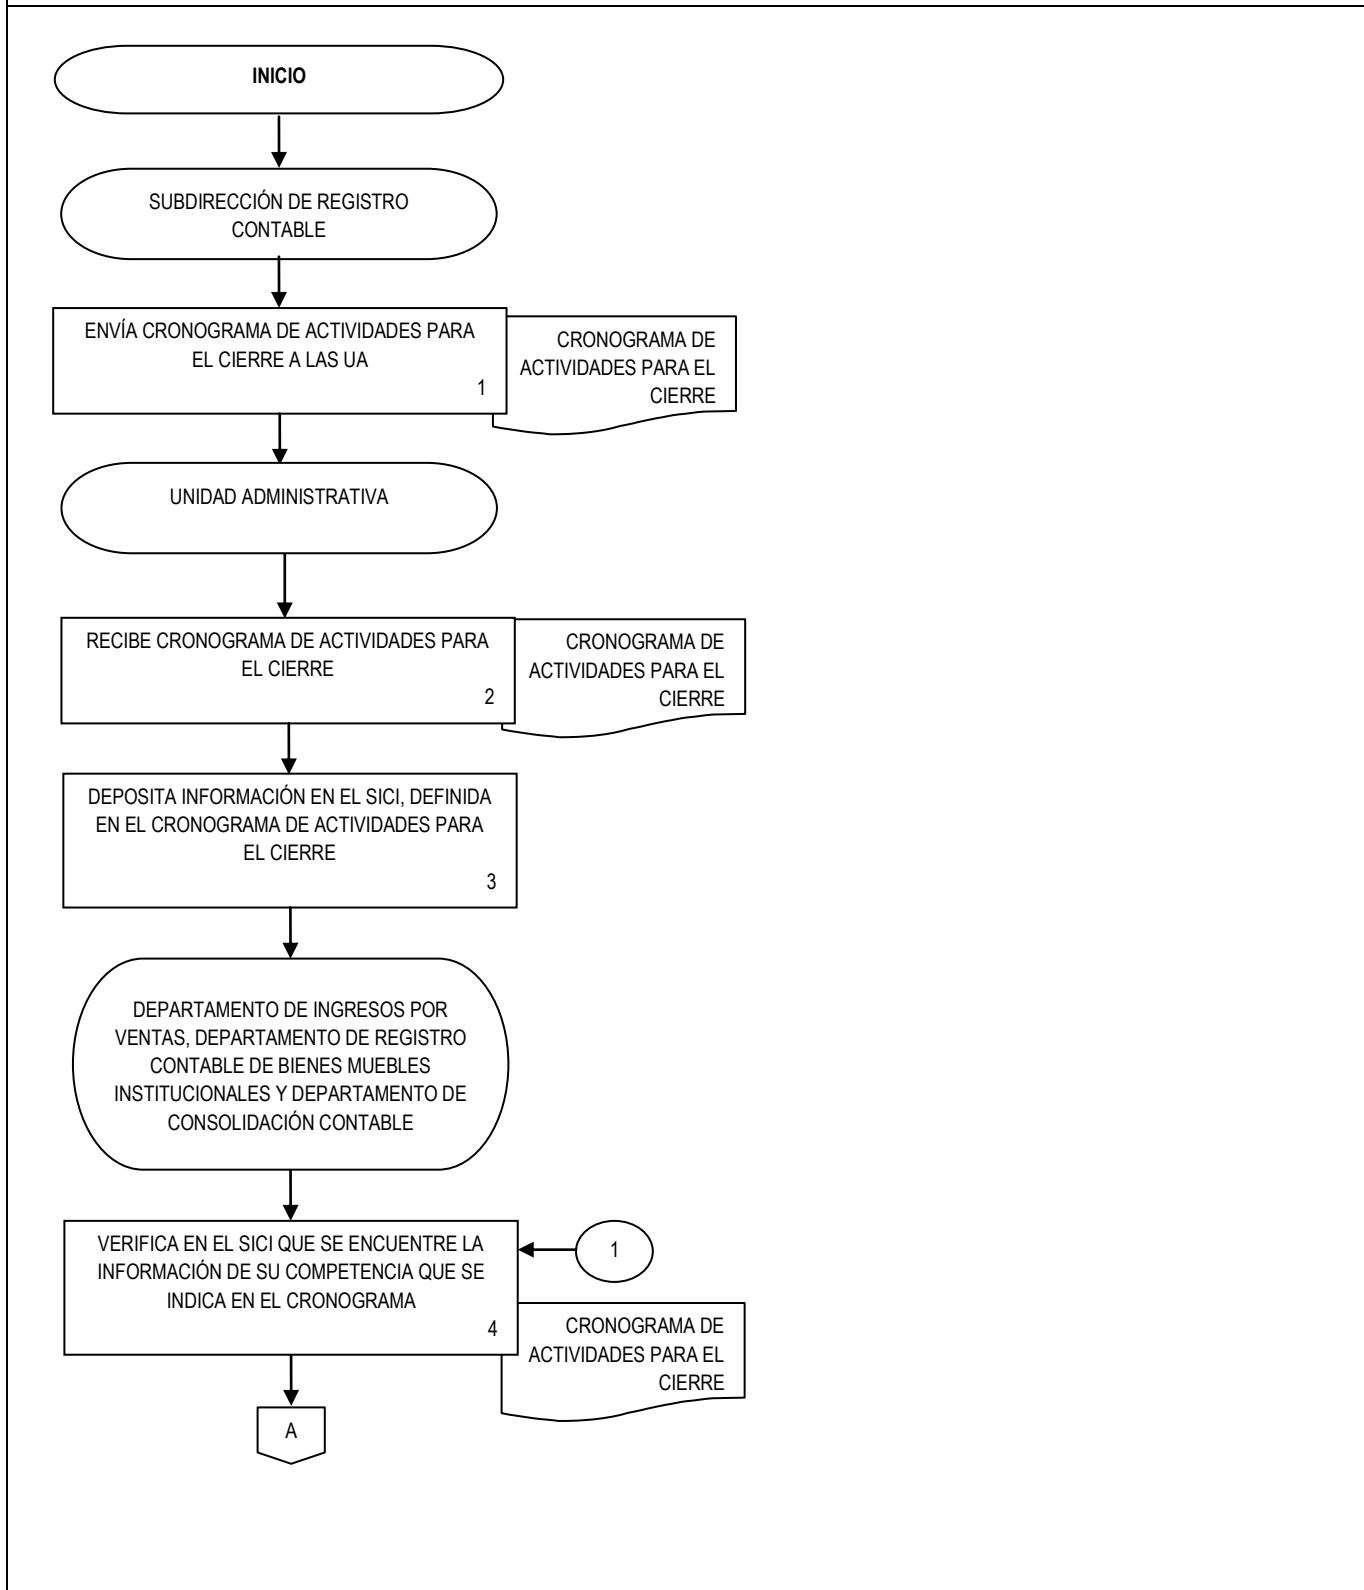 INICIO
SUBDIRECCIÓN DE REGISTRO
CONTABLE
ENVÍA CRONOGRAMA DE ACTIVIDADES PARA
EL CIERRE A LAS UA
1
CRONOGRAMA DE
ACTIVIDADES PARA EL
CIERRE
UNIDAD ADMINISTRATIVA
RECIBE CRONOGRAMA DE ACTIVIDADES PARA
EL CIERRE
2
CRONOGRAMA DE
ACTIVIDADES PARA EL
CIERRE
DEPOSITA INFORMACIÓN EN EL SICI, DEFINIDA
EN EL CRONOGRAMA DE ACTIVIDADES PARA
EL CIERRE
3
DEPARTAMENTO DE INGRESOS POR
VENTAS, DEPARTAMENTO DE REGISTRO
CONTABLE DE BIENES MUEBLES
INSTITUCIONALES Y DEPARTAMENTO DE
CONSOLIDACIÓN CONTABLE
VERIFICA EN EL SICI QUE SE ENCUENTRE LA
INFORMACIÓN DE SU COMPETENCIA QUE SE
INDICA EN EL CRONOGRAMA
4
1
CRONOGRAMA DE
ACTIVIDADES PARA EL
CIERRE
A